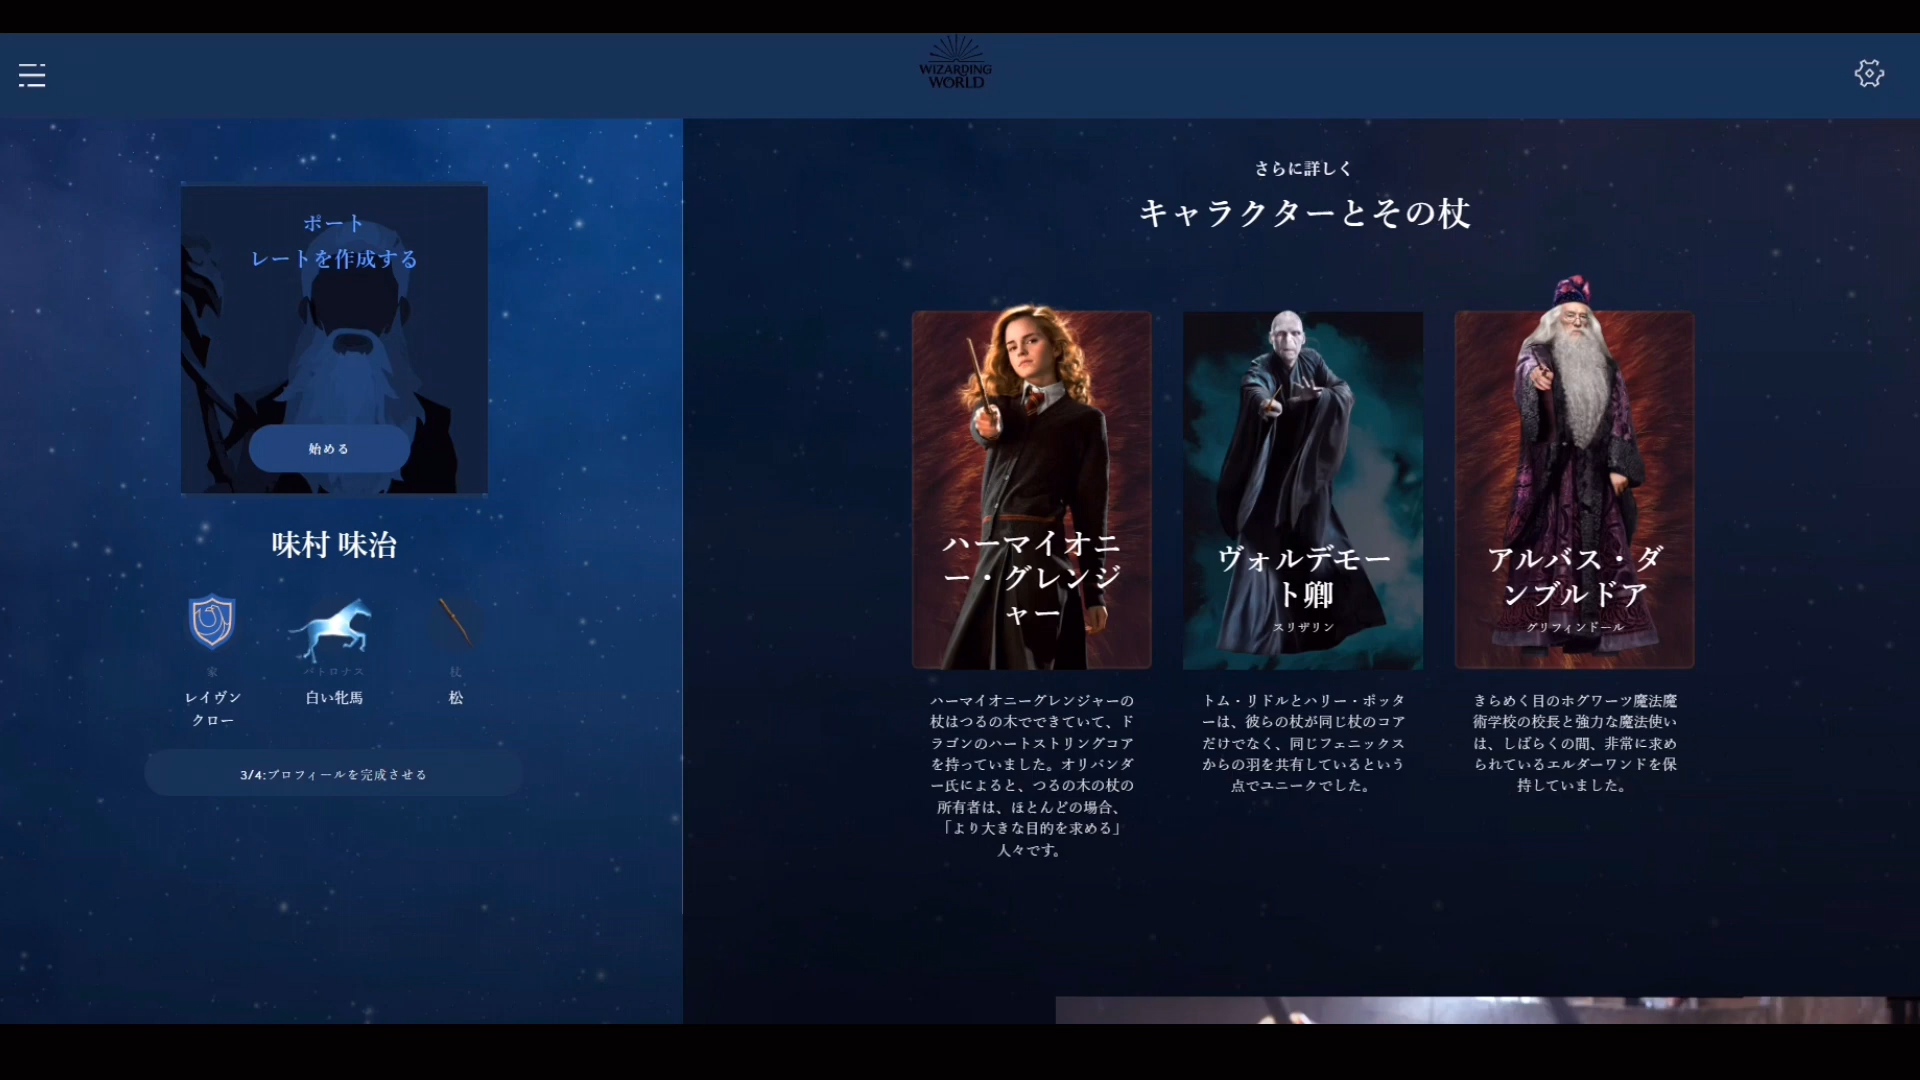 WIZARDING
WORLD
ポート
レートを作成する
始める
味村 味治
家
レイヴン
クロー
パトロナス
白い牝馬
杖
松
3/4:プロフィールを完成させる
さらに詳しく
キャラクターとその杖
ハーマイオニ
ー・グレンジ
ャー
ハーマイオニーグレンジャーの
杖はつるの木でできていて、ド
ラゴンのハートストリングコア
を持っていました。オリバンダ
ー氏によると、つるの木の杖の
所有者は、ほとんどの場合、
「より大きな目的を求める」
人々です。
ヴォルデモー
ト卿
スリザリン
トム・リドルとハリー・ポッタ
ーは、彼らの杖が同じ杖のコア
だけでなく、同じフェニックス
からの羽を共有しているという
点でユニークでした。
アルバス・ダ
ンブルドア
グリフィンドール
きらめく目のホグワーツ魔法魔
術学校の校長と強力な魔法使い
は、しばらくの間、非常に求め
られているエルダーワンドを保
持していました。